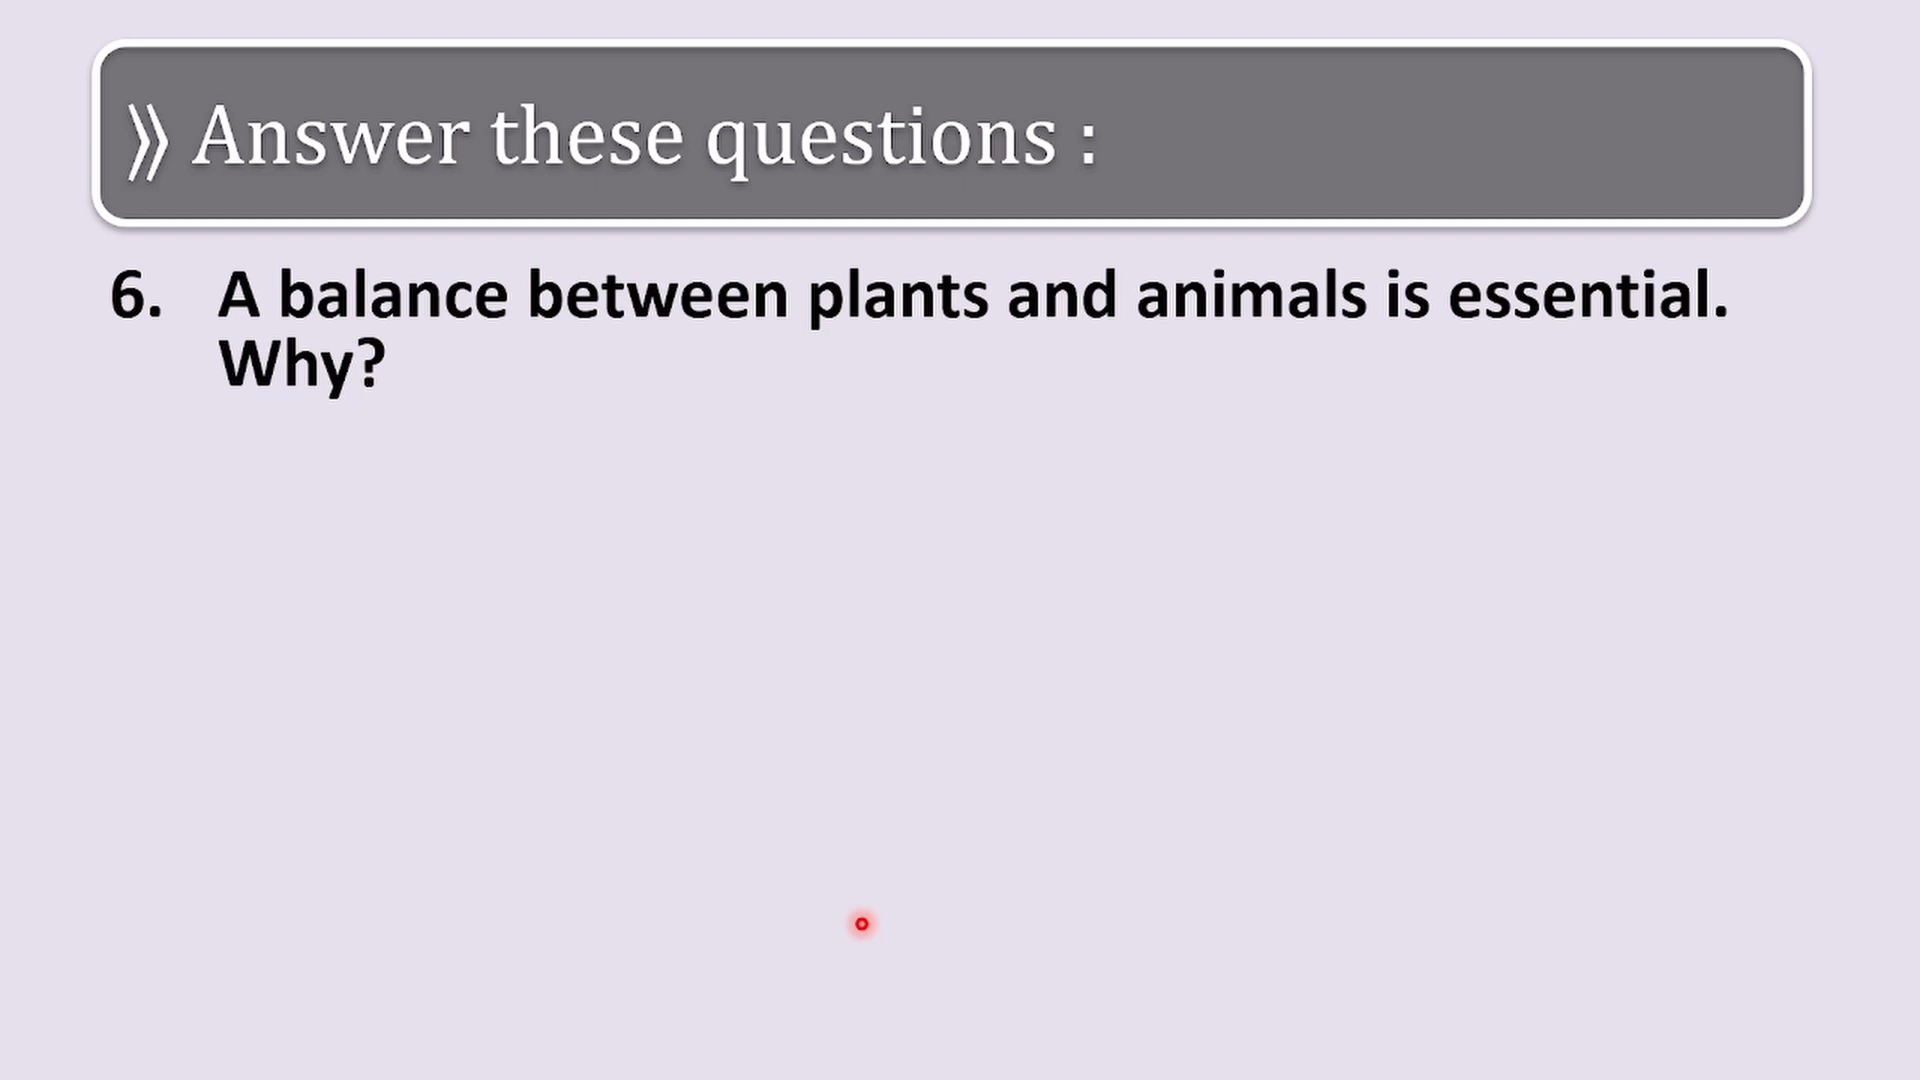 ⟫ Answer these questions :
6. A balance between plants and animals is essential.
Why?